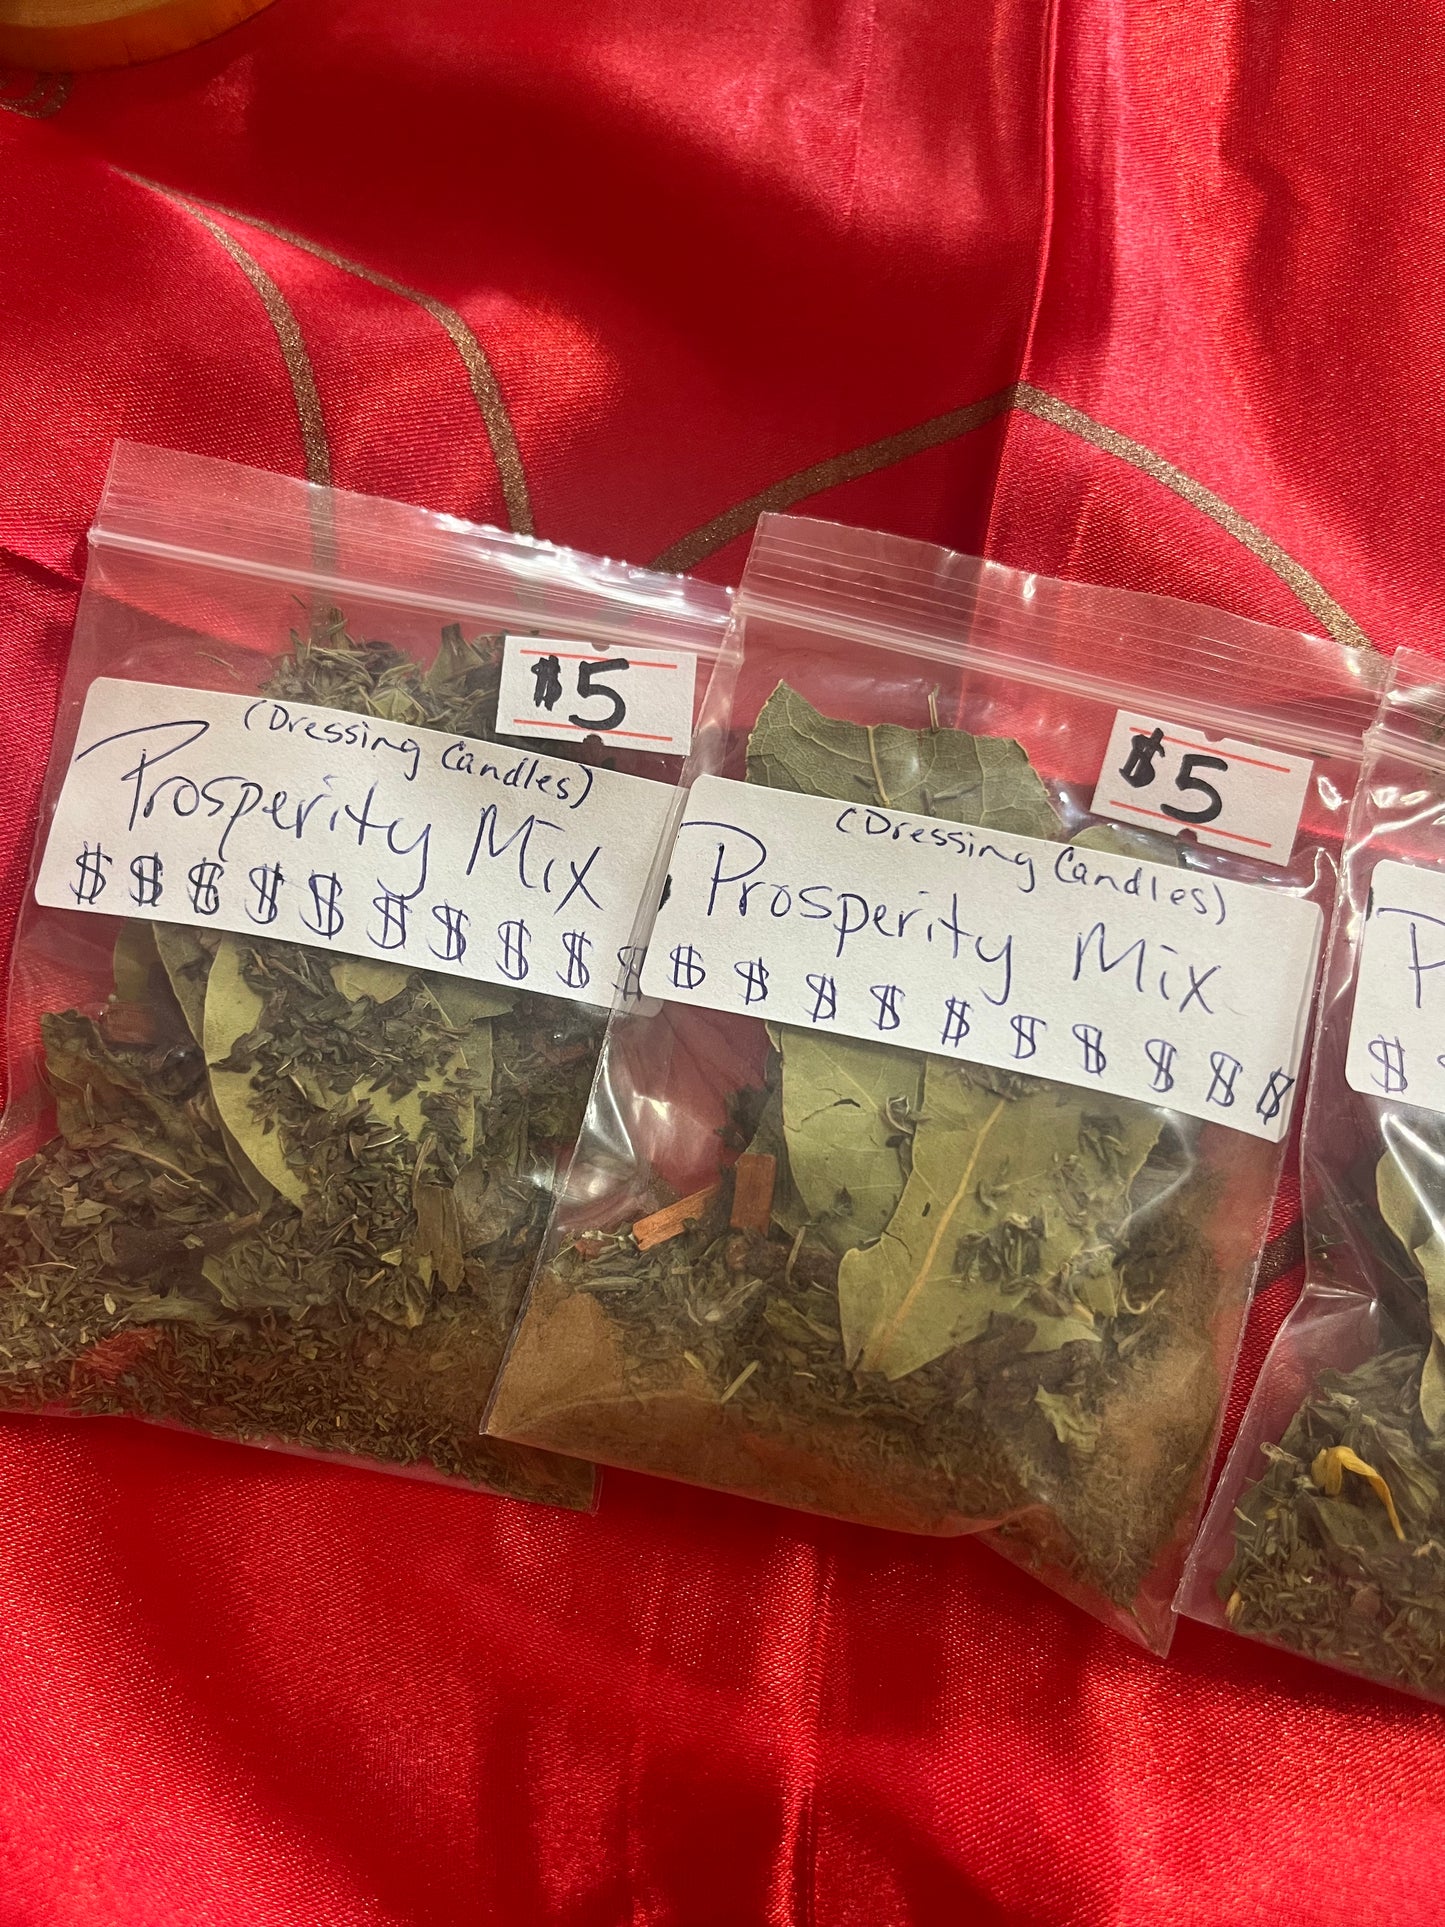 $5
(Dressing Candles)
Prosperity Mix
$ $ $ $ $ $ $ $ $ $
$5
(Dressing Candles)
Prosperity Mix
$ $ $ $ $ $ $ $ $ $
P
$